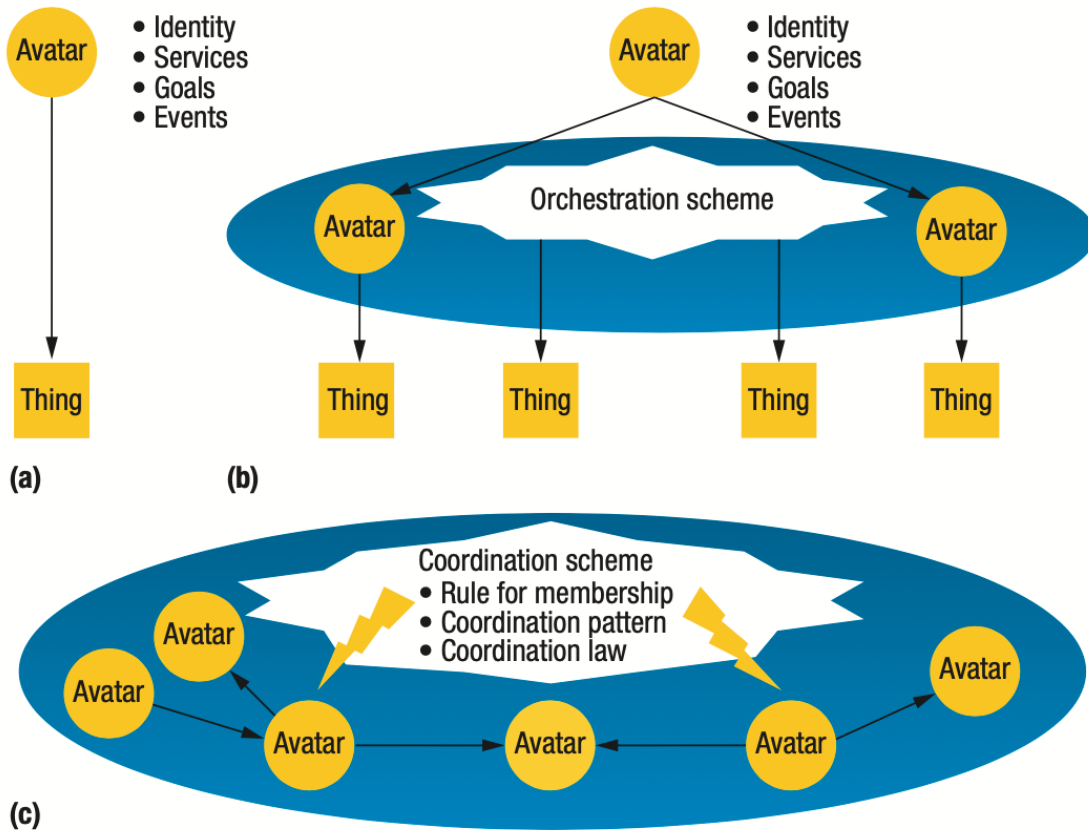 Avatar
• Identity
• Services
• Goals
• Events
Thing
(a)
Avatar
• Identity
• Services
• Goals
• Events
Orchestration scheme
Avatar
Avatar
Thing
Thing
Thing
Thing
(b)
Coordination scheme
• Rule for membership
• Coordination pattern
• Coordination law
Avatar
Avatar
Avatar
Avatar
Avatar
Avatar
(c)